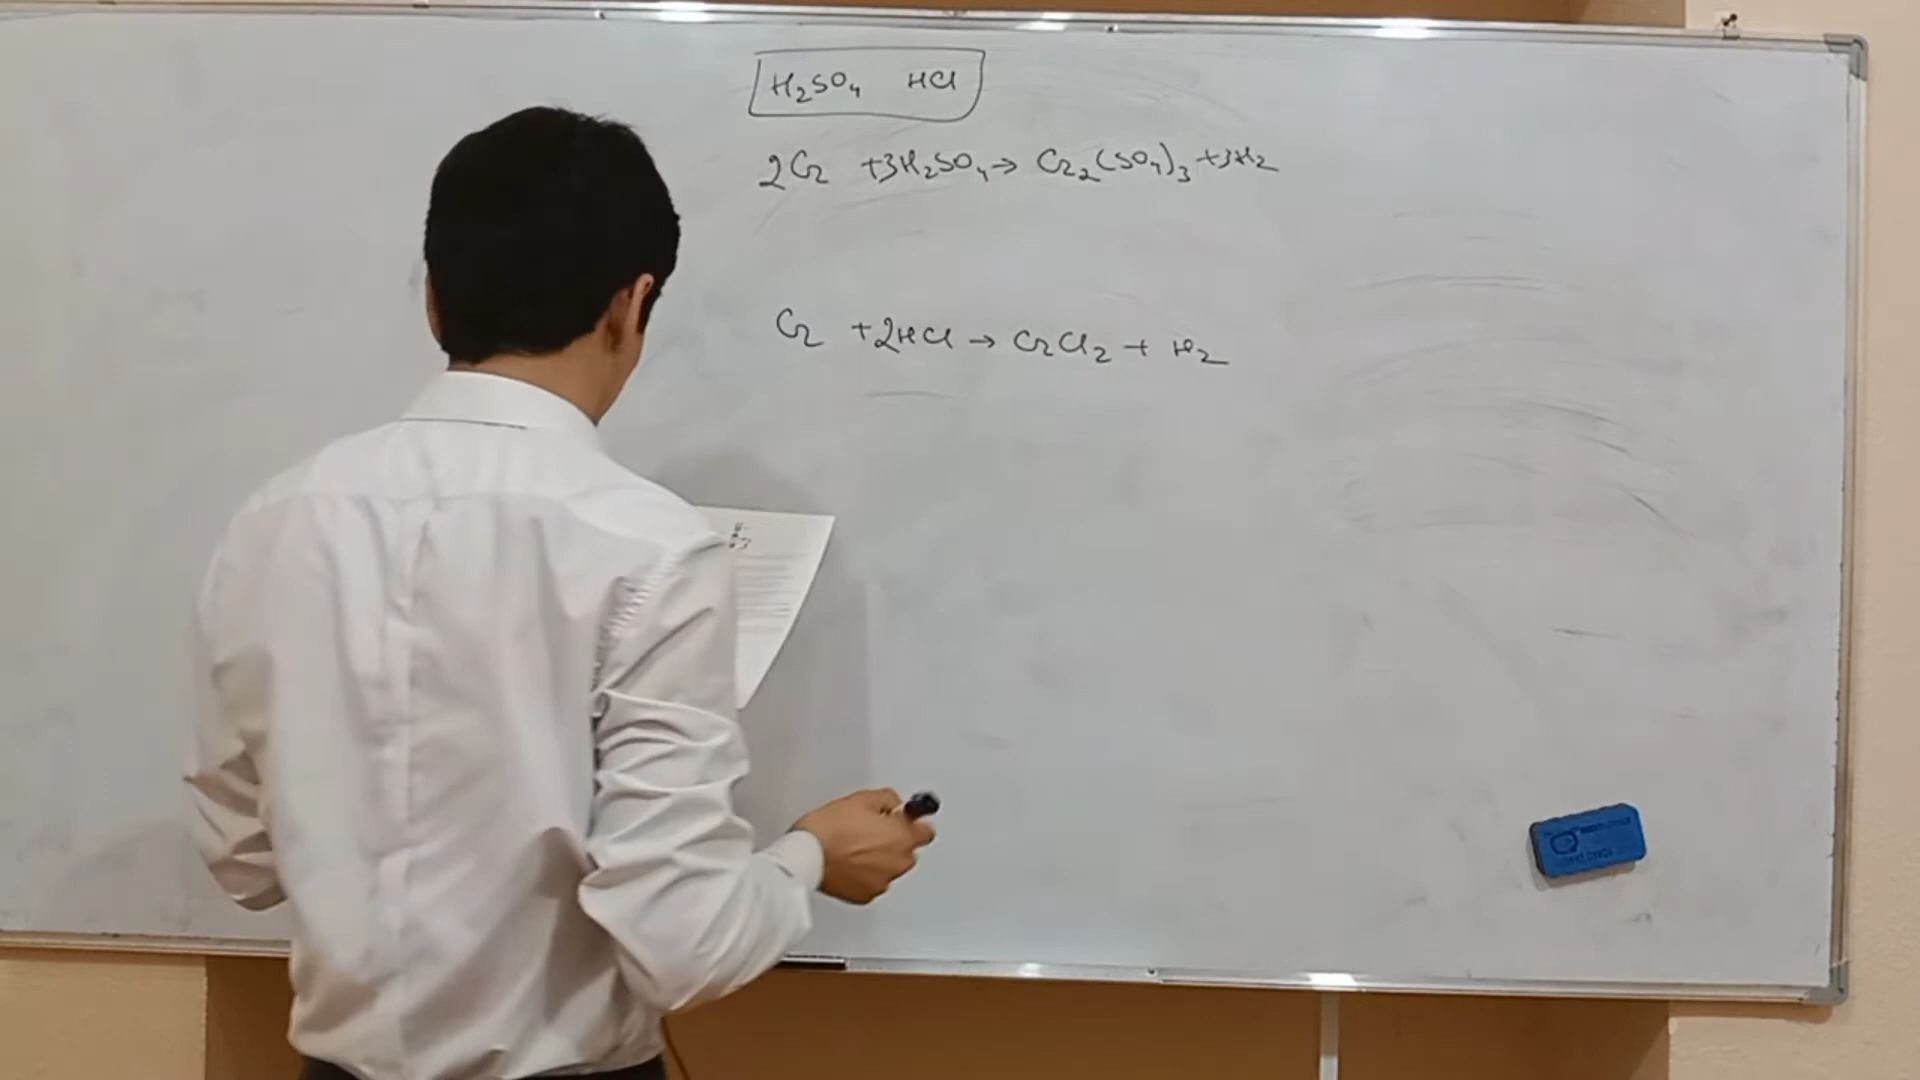 H₂SO₄ HCl
2Cr + 3H₂SO₄ → Cr₂(SO₄)₃ + 3H₂
Cr + 2HCl → CrCl₂ + H₂